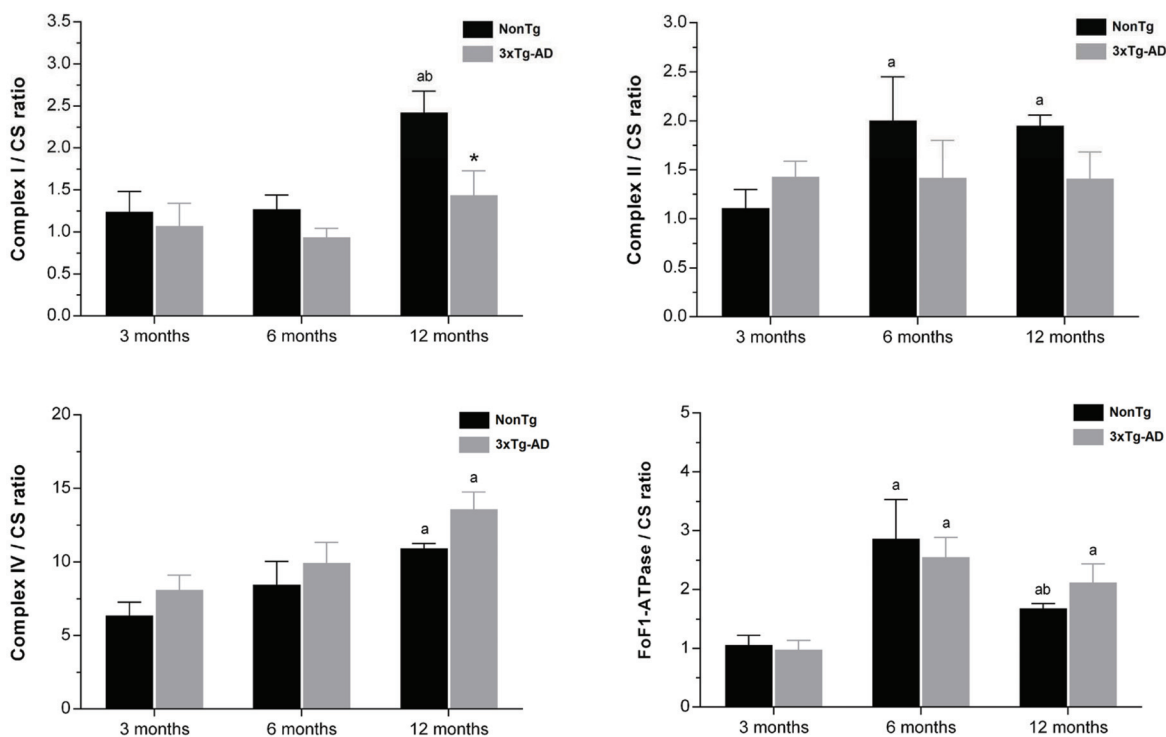 Complex I / CS ratio
3.5
3.0
2.5
2.0
1.5
1.0
0.5
0.0
NonTg
3xTg-AD
ab
*
3 months
6 months
12 months
Complex II / CS ratio
3.0
2.5
2.0
1.5
1.0
0.5
0.0
NonTg
3xTg-AD
a
a
3 months
6 months
12 months
Complex IV / CS ratio
20
15
10
5
0
NonTg
3xTg-AD
a
a
3 months
6 months
12 months
FoF1-ATPase / CS ratio
5
4
3
2
1
0
NonTg
3xTg-AD
a
a
ab
a
3 months
6 months
12 months